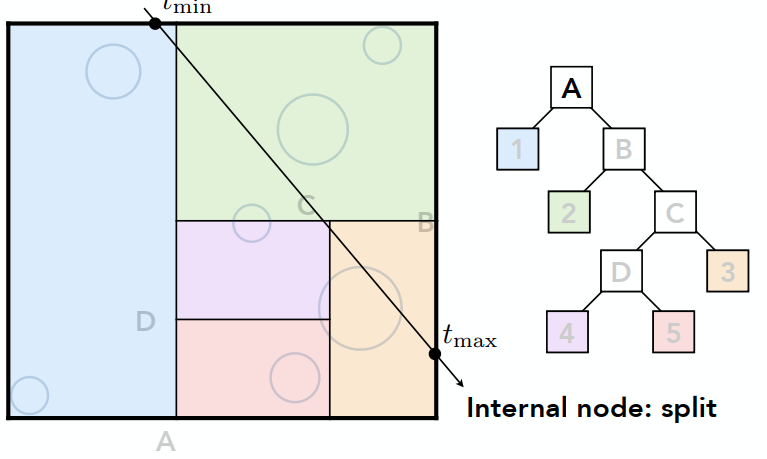 t_min
A
1
B
2
C
C
B
D
3
D
t_max
4
5
Internal node: split
A